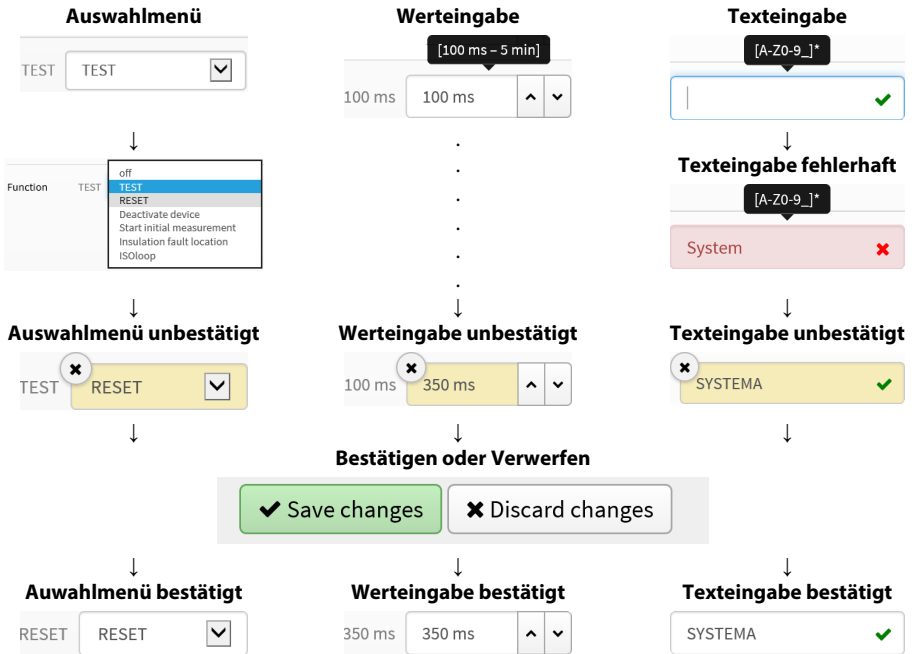 Auswahlmenü
Werteingabe
Texteingabe
[100 ms – 5 min]
[A-Z0-9_]*
TEST TEST
100 ms 100 ms
↓
.
↓
Texteingabe fehlerhaft
off
Function TEST TEST
RESET
Deactivate device
Start initial measurement
Insulation fault location
ISOloop
.
.
.
.
.
[A-Z0-9_]*
System
↓ ↓ ↓
Auswahlmenü unbestätigt
Werteingabe unbestätigt
Texteingabe unbestätigt
TEST RESET
100 ms 350 ms
SYSTEMA
↓ ↓ ↓
Bestätigen oder Verwerfen
Save changes Discard changes
↓ ↓ ↓
Auwahlmenü bestätigt
Werteingabe bestätigt
Texteingabe bestätigt
RESET RESET
350 ms 350 ms
SYSTEMA